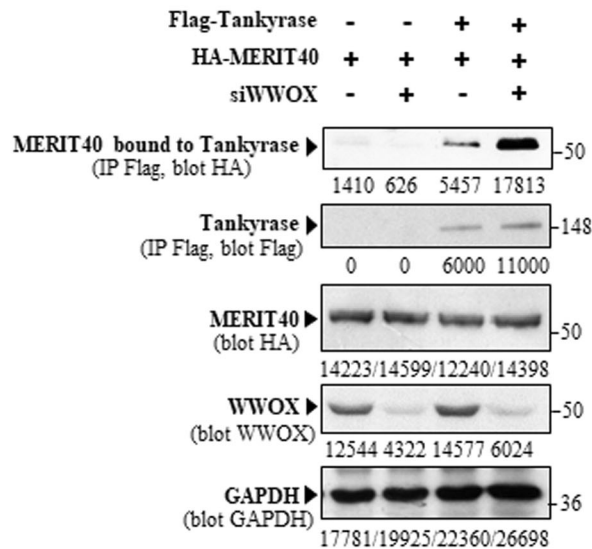 Flag-Tankyrase - - + +
HA-MERIT40 + + + +
siWWOX - + - +
MERIT40 bound to Tankyrase
(IP Flag, blot HA)
-50
1410 626 5457 17813
Tankyrase
(IP Flag, blot Flag)
-148
0 0 6000 11000
MERIT40
(blot HA)
-50
14223/14599/12240/14398
WWOX
(blot WWOX)
-50
12544 4322 14577 6024
GAPDH
(blot GAPDH)
-36
17781/19925/22360/26698